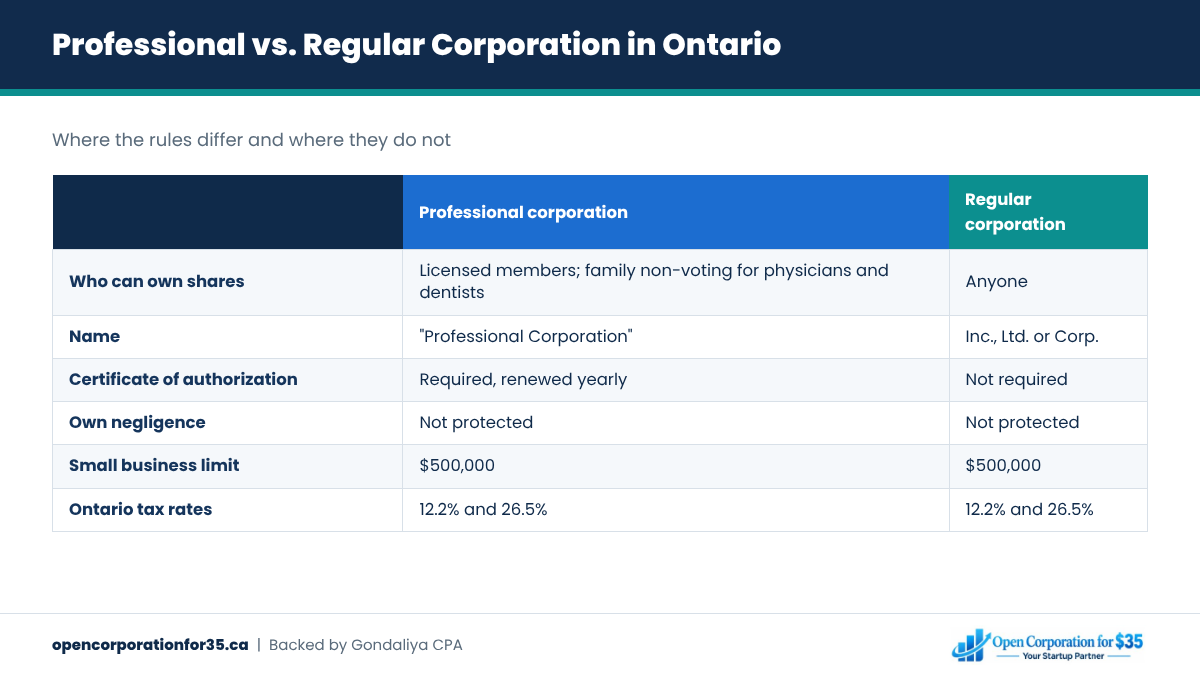 Professional vs. Regular Corporation in Ontario
Where the rules differ and where they do not
Professional corporation
Regular
corporation
Who can own shares
Licensed members; family non-voting for physicians and
dentists
Anyone
Name
"Professional Corporation"
Inc., Ltd. or Corp.
Certificate of authorization
Required, renewed yearly
Not required
Own negligence
Not protected
Not protected
Small business limit
$500,000
$500,000
Ontario tax rates
12.2% and 26.5%
12.2% and 26.5%
opencorporationfor35.ca | Backed by Gondaliya CPA
Open Corporation for $35
Your Startup Partner